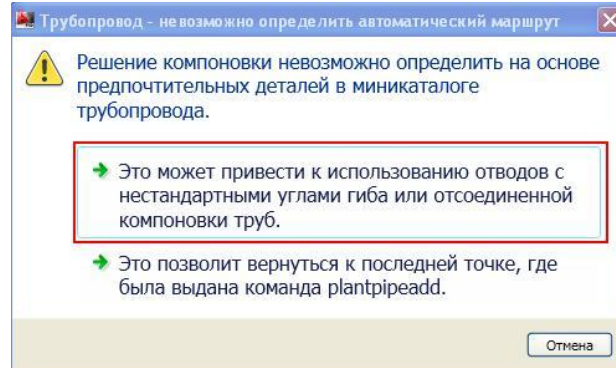 Трубопровод - невозможно определить автоматический маршрут
Решение компоновки невозможно определить на основе
предпочтительных деталей в миникаталоге
трубопровода.
Это может привести к использованию отводов с
нестандартными углами гиба или отсоединенной
компоновки труб.
Это позволит вернуться к последней точке, где
была выдана команда plantpipeadd.
Отмена